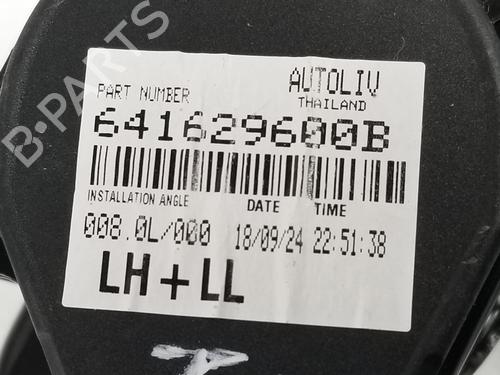 AUTOLIV
THAILAND
PART NUMBER
641629600B
INSTALLATION ANGLE
DATE TIME
008.0L/000 18/09/24 22:51:38
LH+LL
B-PARTS